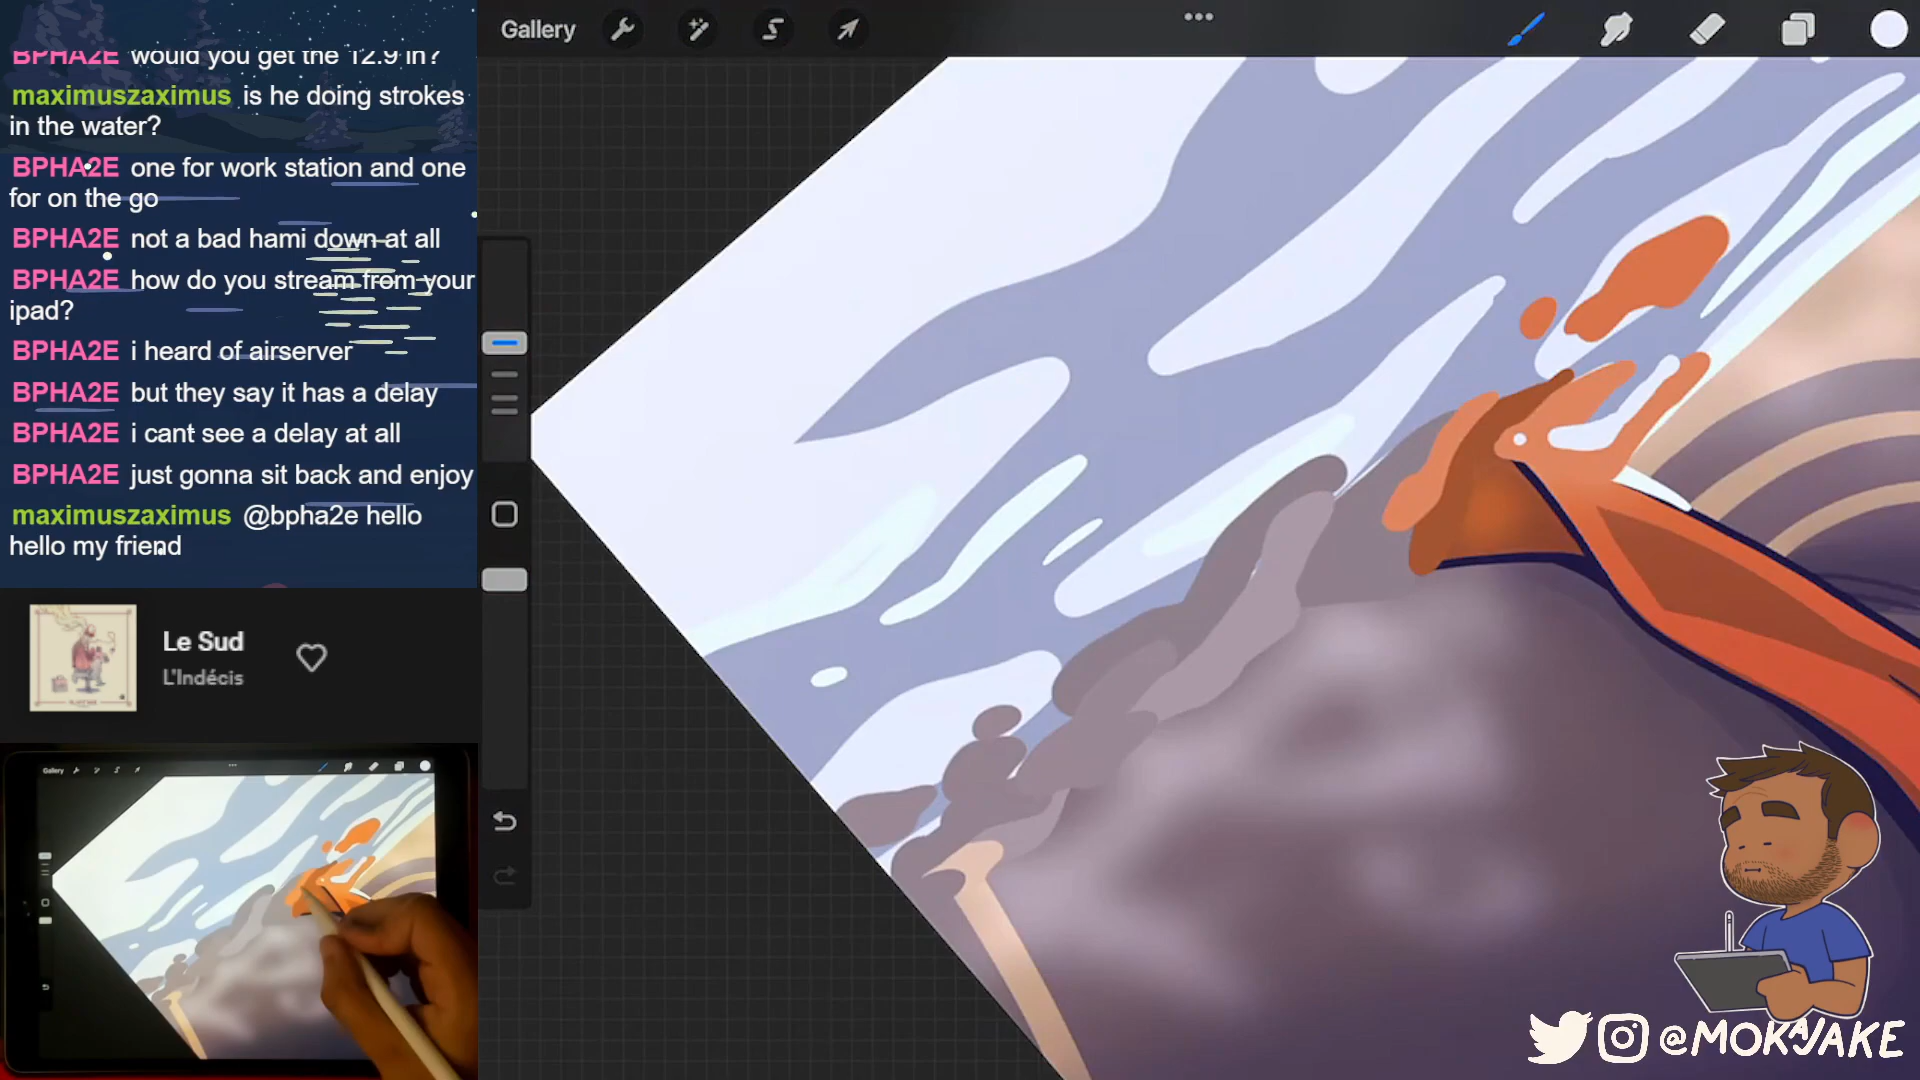 BPHA2E would you get the 12.9 in?
maximuszaximus is he doing strokes
in the water?
BPHA2E one for work station and one
for on the go
BPHA2E not a bad hami down at all
BPHA2E how do you stream from your
ipad?
BPHA2E i heard of airserver
BPHA2E but they say it has a delay
BPHA2E i cant see a delay at all
BPHA2E just gonna sit back and enjoy
maximuszaximus @bpha2e hello
hello my friend
Gallery
Le Sud
L'Indécis
Gallery
@MOKAJAKE